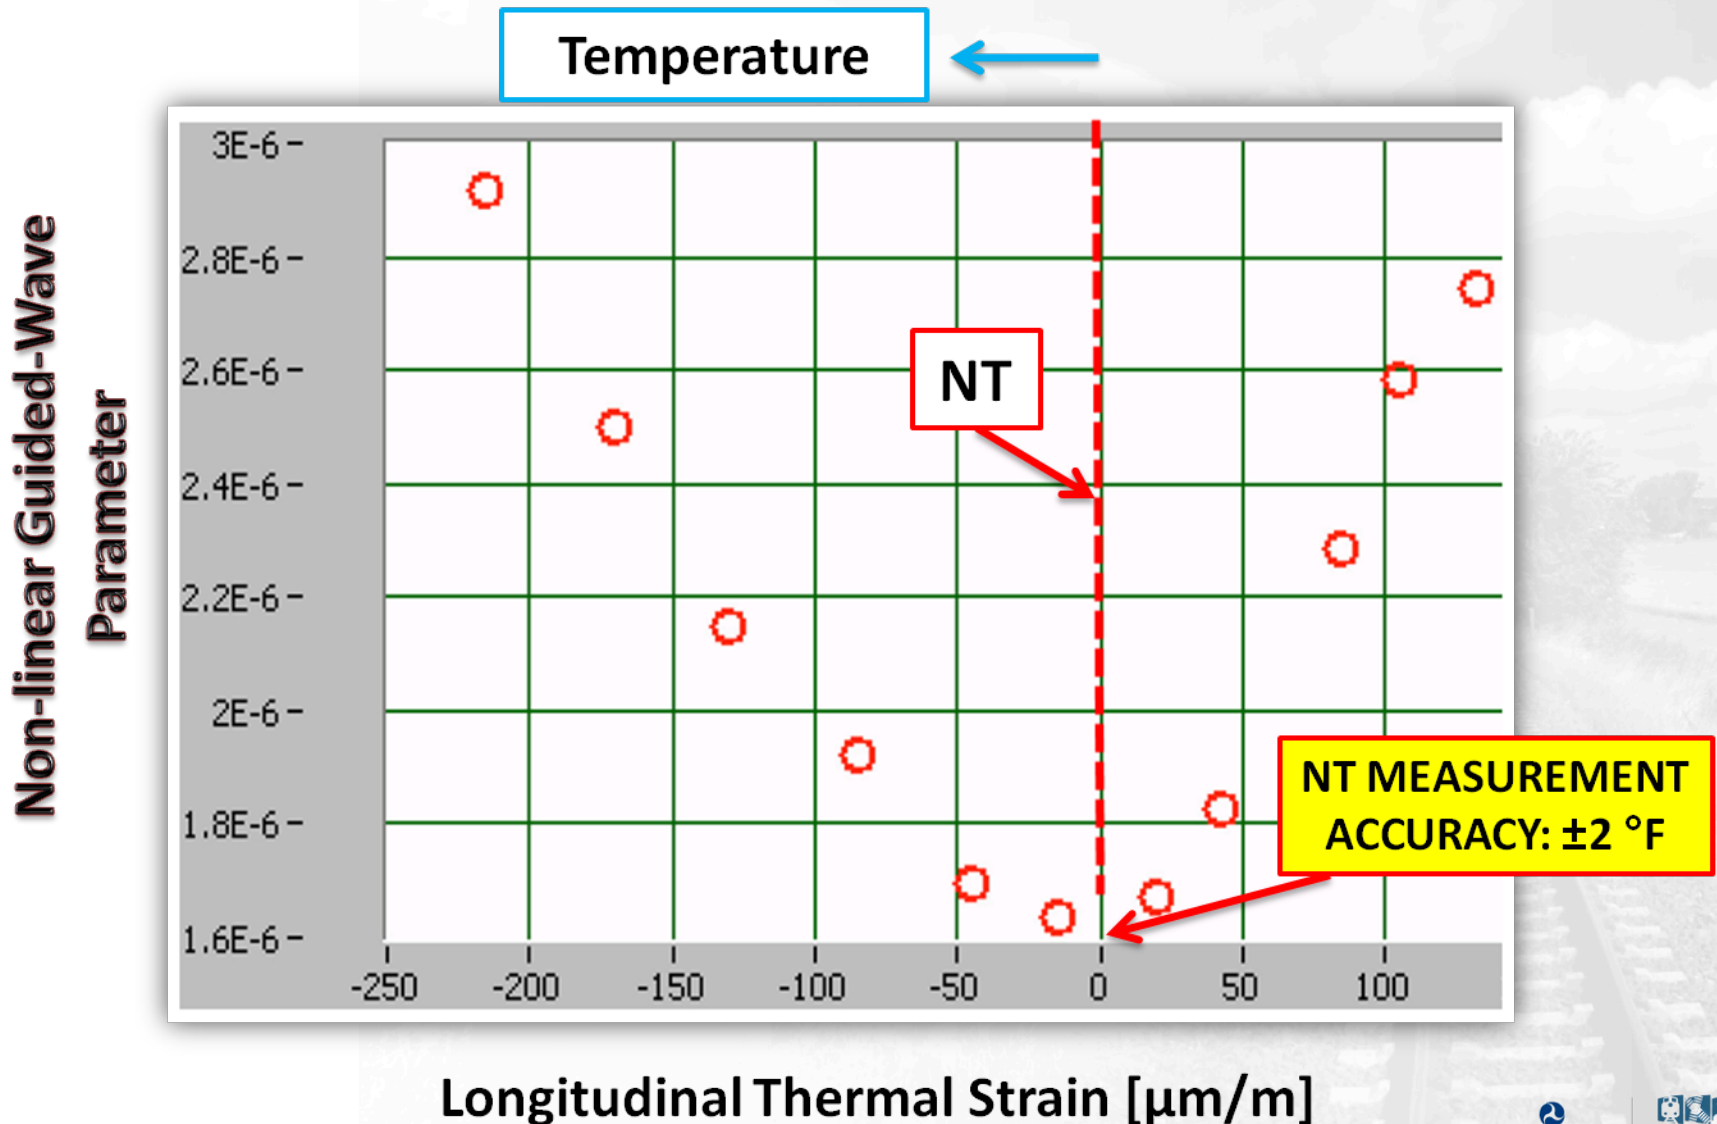 Temperature
Non-linear Guided-Wave
Parameter
3E-6
2.8E-6
2.6E-6
2.4E-6
2.2E-6
2E-6
1.8E-6
1.6E-6
NT
NT MEASUREMENT
ACCURACY: ±2 °F
-250 -200 -150 -100 -50 0 50 100
Longitudinal Thermal Strain [µm/m]